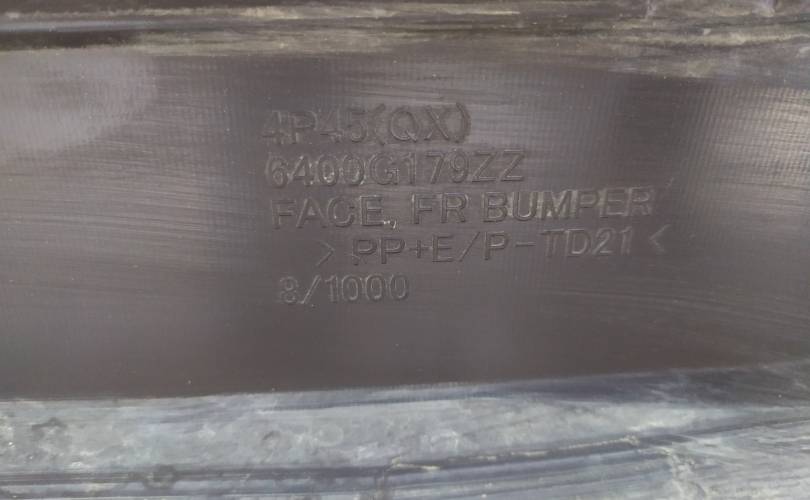 4P45(QX)
6400G179ZZ
FACE, FR BUMPER
> PP+E/P-TD21 <
8/1000